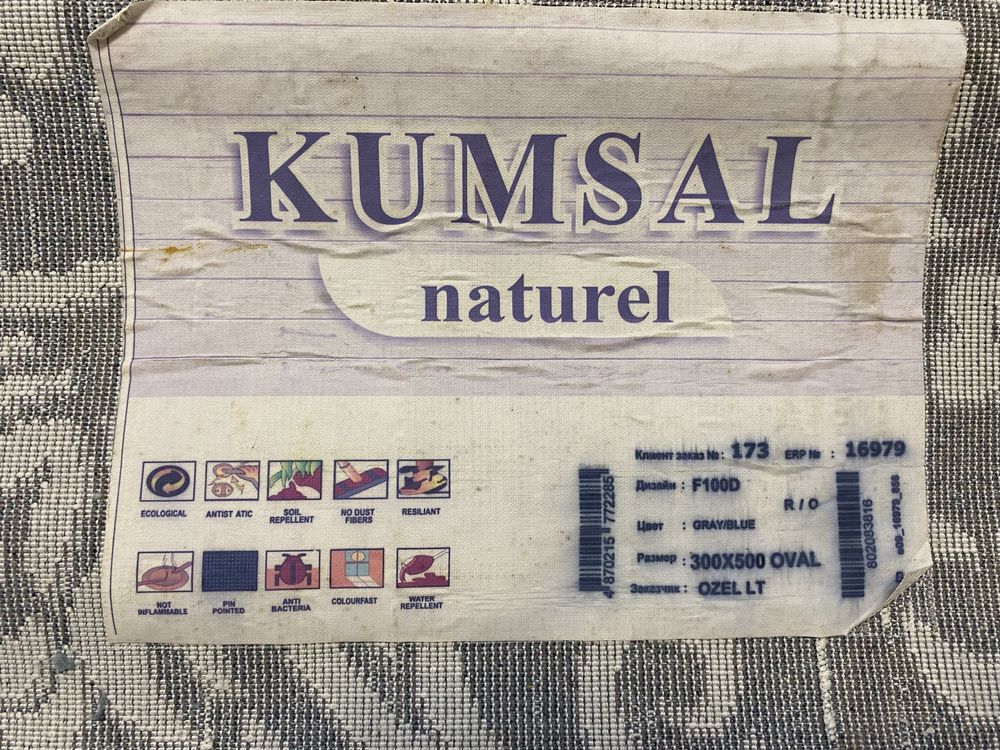 KUMSAL
naturel
ECOLOGICAL
ANTIST ATIC
SOIL REPELLENT
NO DUST FIBERS
RESILIANT
NOT INFLAMMABLE
PIN POINTED
ANTI BACTERIA
COLOURFAST
WATER REPELLENT
Клиент заказ №: 173 ERP № : 16979
Дизайн : F100D
R / O
Цвет : GRAY/BLUE
Размер : 300X500 OVAL
Заказчик : OZEL LT
4 870215 772285
802083816